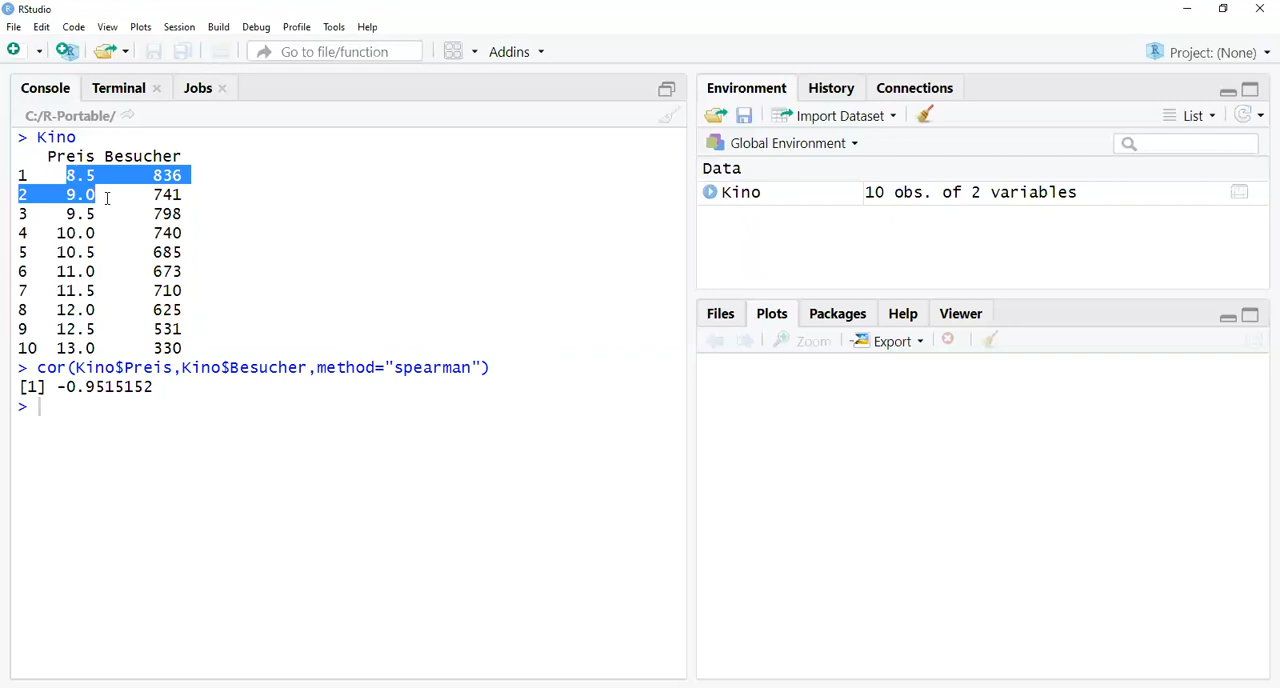 RStudio
File Edit Code View Plots Session Build Debug Profile Tools Help
Go to file/function Addins Project: (None)
Console Terminal Jobs
C:/R-Portable/
> Kino
Preis Besucher
1 8.5 836
2 9.0 741
3 9.5 798
4 10.0 740
5 10.5 685
6 11.0 673
7 11.5 710
8 12.0 625
9 12.5 531
10 13.0 330
> cor(Kino$Preis,Kino$Besucher,method="spearman")
[1] -0.9515152
>
Environment History Connections
Import Dataset List
Global Environment
Data
Kino 10 obs. of 2 variables
Files Plots Packages Help Viewer
Zoom Export